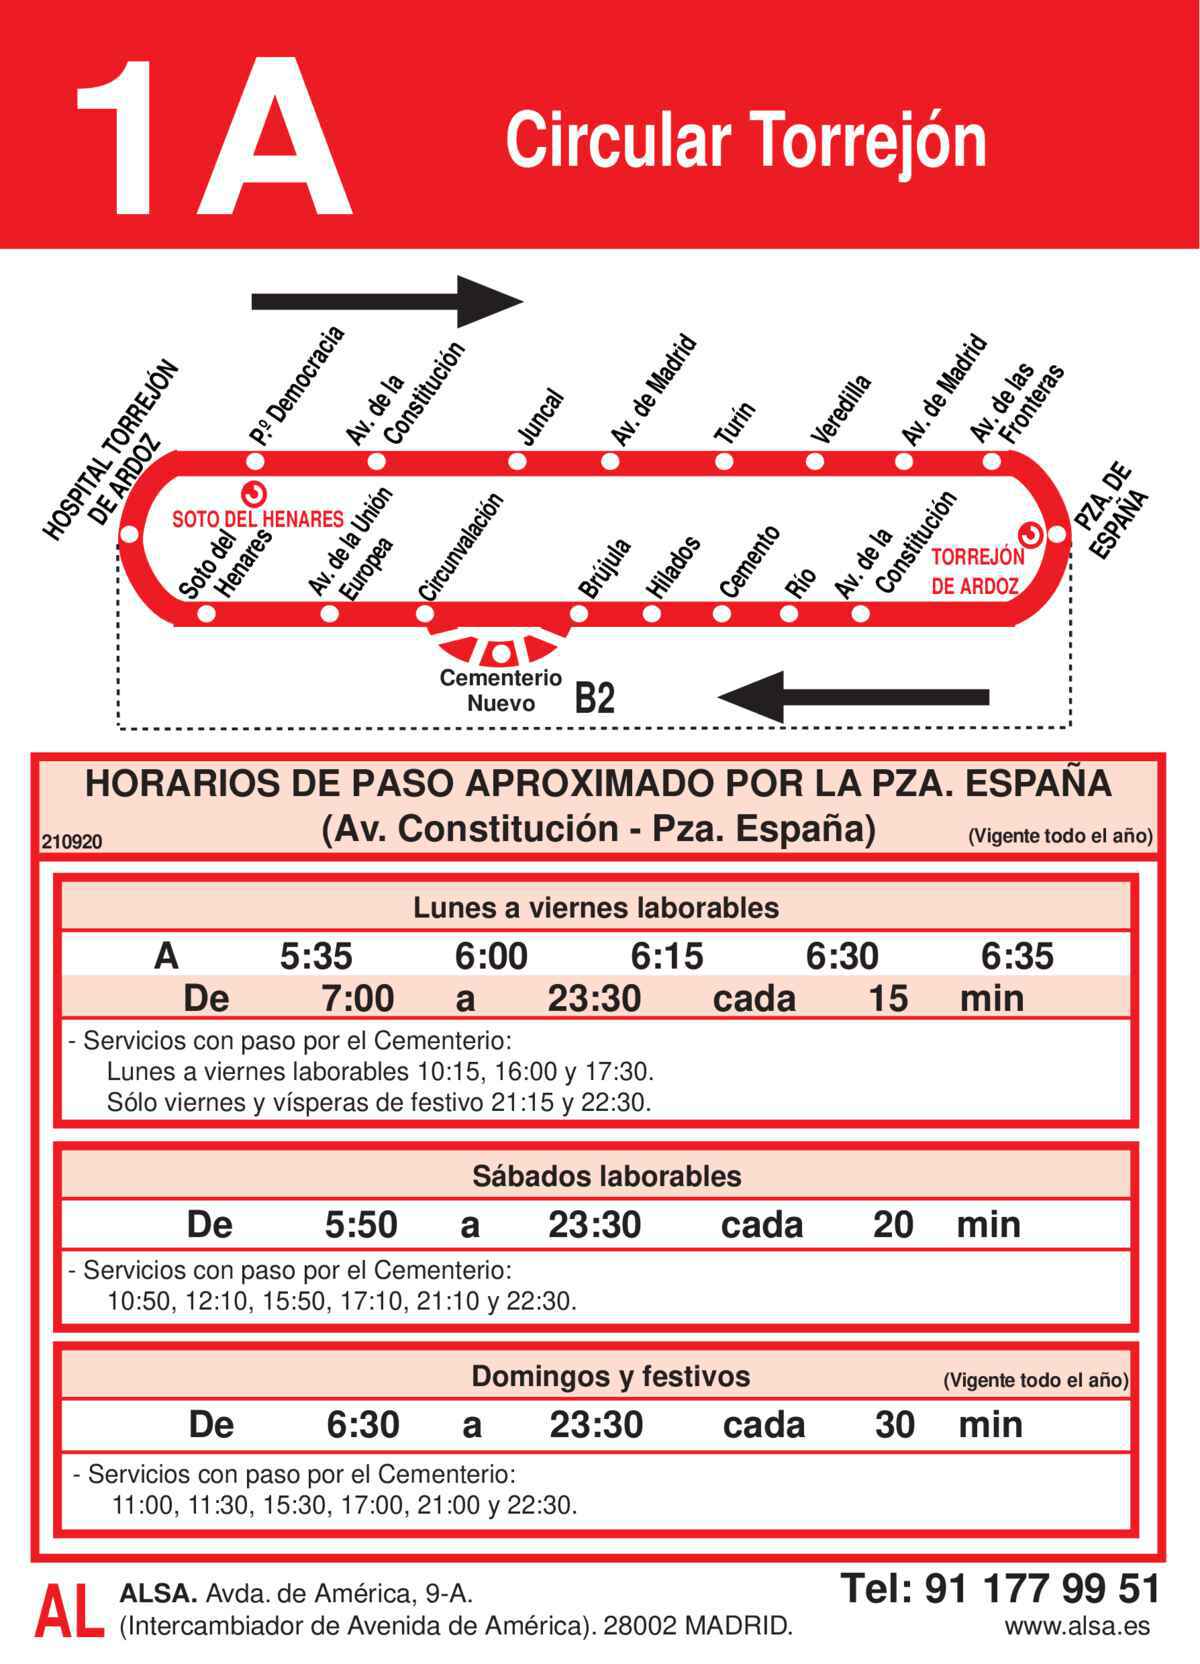 1A
Circular Torrejón
HOSPITAL TORREJÓN
DE ARDOZ
P.º Democracia
Av. de la
Constitución
Juncal
Av. de Madrid
Turín
Veredilla
Av. de Madrid
Av. de las
Fronteras
PZA. DE
ESPAÑA
SOTO DEL HENARES
TORREJÓN
DE ARDOZ
Soto del
Henares
Av. de la Unión
Europea
Circunvalación
Brújula
Hilados
Cemento
Río
Av. de la
Constitución
Cementerio
Nuevo
B2
HORARIOS DE PASO APROXIMADO POR LA PZA. ESPAÑA
(Av. Constitución - Pza. España)
210920
(Vigente todo el año)
Lunes a viernes laborables
A 5:35 6:00 6:15 6:30 6:35
De 7:00 a 23:30 cada 15 min
- Servicios con paso por el Cementerio:
Lunes a viernes laborables 10:15, 16:00 y 17:30.
Sólo viernes y vísperas de festivo 21:15 y 22:30.
Sábados laborables
De 5:50 a 23:30 cada 20 min
- Servicios con paso por el Cementerio:
10:50, 12:10, 15:50, 17:10, 21:10 y 22:30.
Domingos y festivos (Vigente todo el año)
De 6:30 a 23:30 cada 30 min
- Servicios con paso por el Cementerio:
11:00, 11:30, 15:30, 17:00, 21:00 y 22:30.
AL
ALSA. Avda. de América, 9-A.
(Intercambiador de Avenida de América). 28002 MADRID.
Tel: 91 177 99 51
www.alsa.es